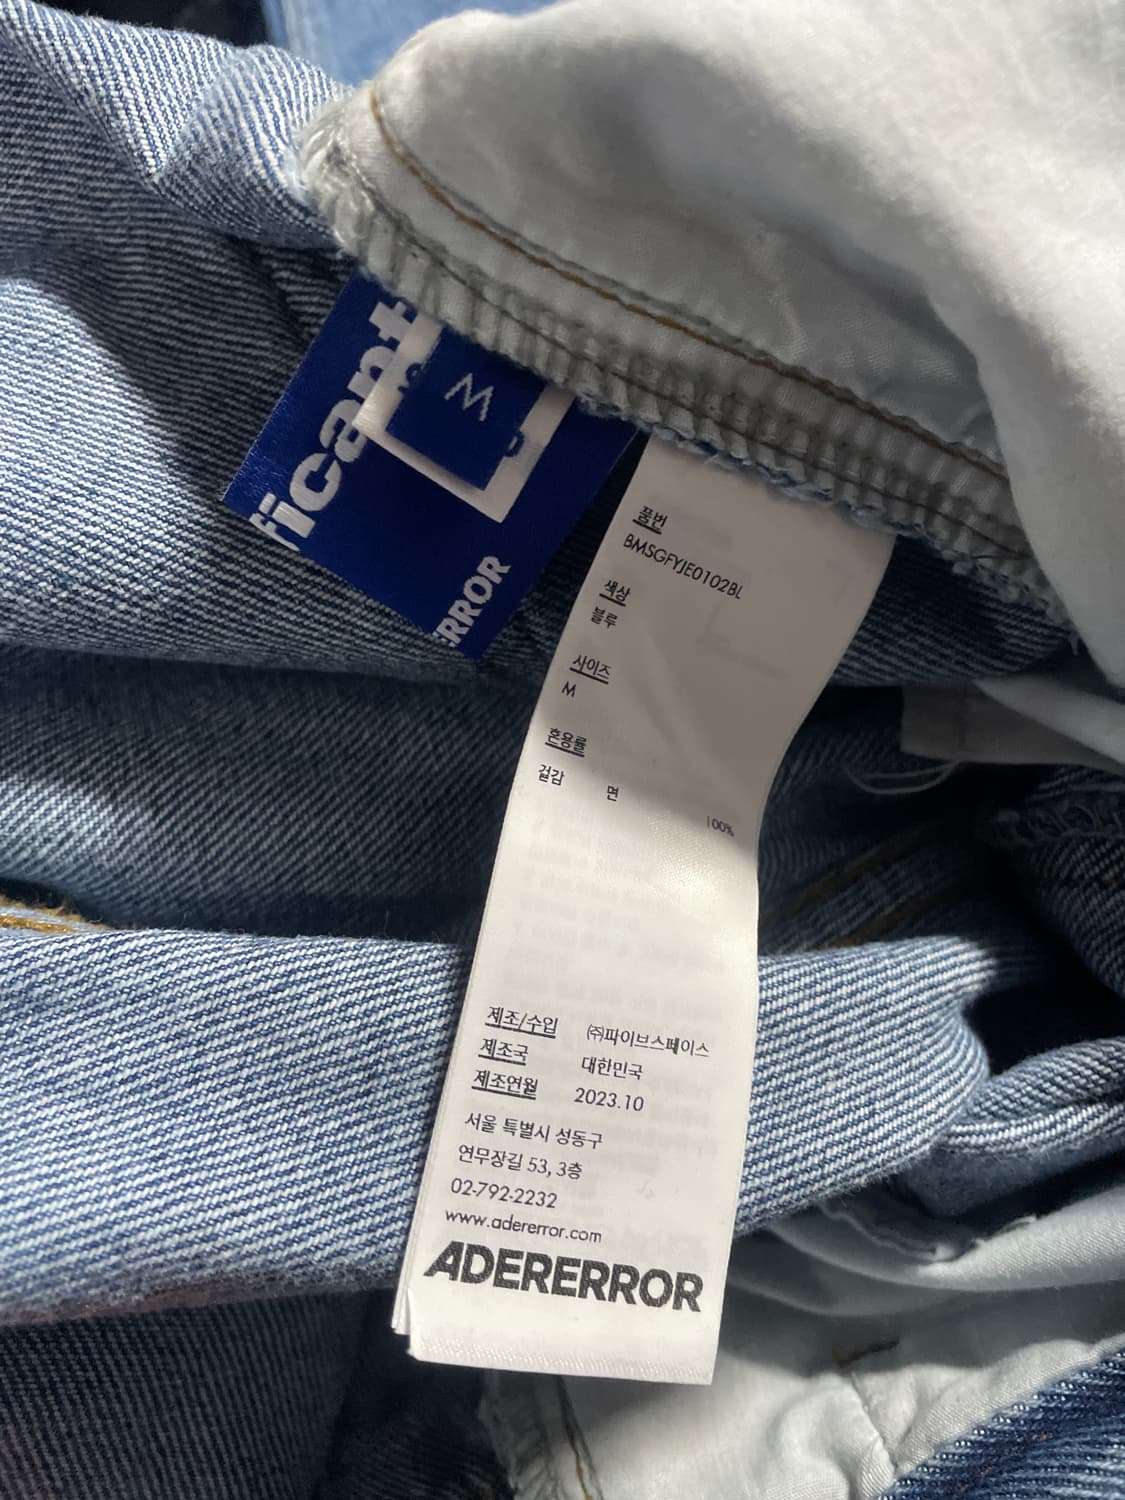 ficant
M
ERROR
품번
BMSGFYJE0102BL
색상
블루
사이즈
M
혼용률
겉감 면 100%
제조/수입 ㈜파이브스페이스
제조국 대한민국
제조연월 2023.10
서울 특별시 성동구
연무장길 53, 3층
02-792-2232
www.adererror.com
ADERERROR